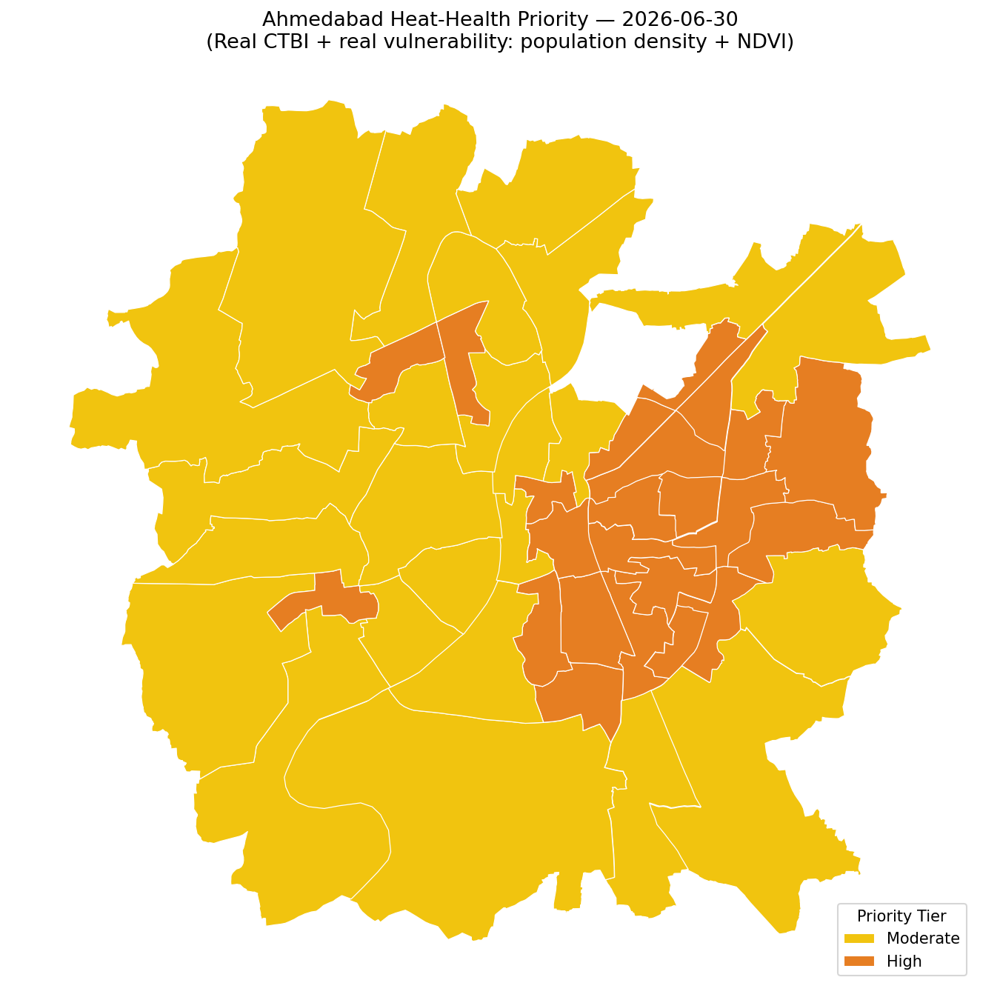 Ahmedabad Heat-Health Priority — 2026-06-30
(Real CTBI + real vulnerability: population density + NDVI)
Priority Tier
Moderate
High